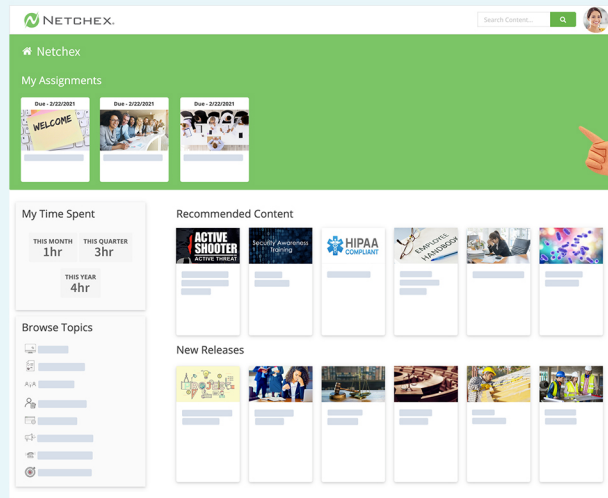 NETCHEX
Search Content...
Netchex
My Assignments
Due - 2/22/2021
Due - 2/22/2021
Due - 2/22/2021
WELCOME
My Time Spent
THIS MONTH
1hr
THIS QUARTER
3hr
THIS YEAR
4hr
Browse Topics
Recommended Content
ACTIVE
SHOOTER
ACTIVE THREAT
Security Awareness
Training
HIPAA
COMPLIANT
EMPLOYEE
HANDBOOK
New Releases